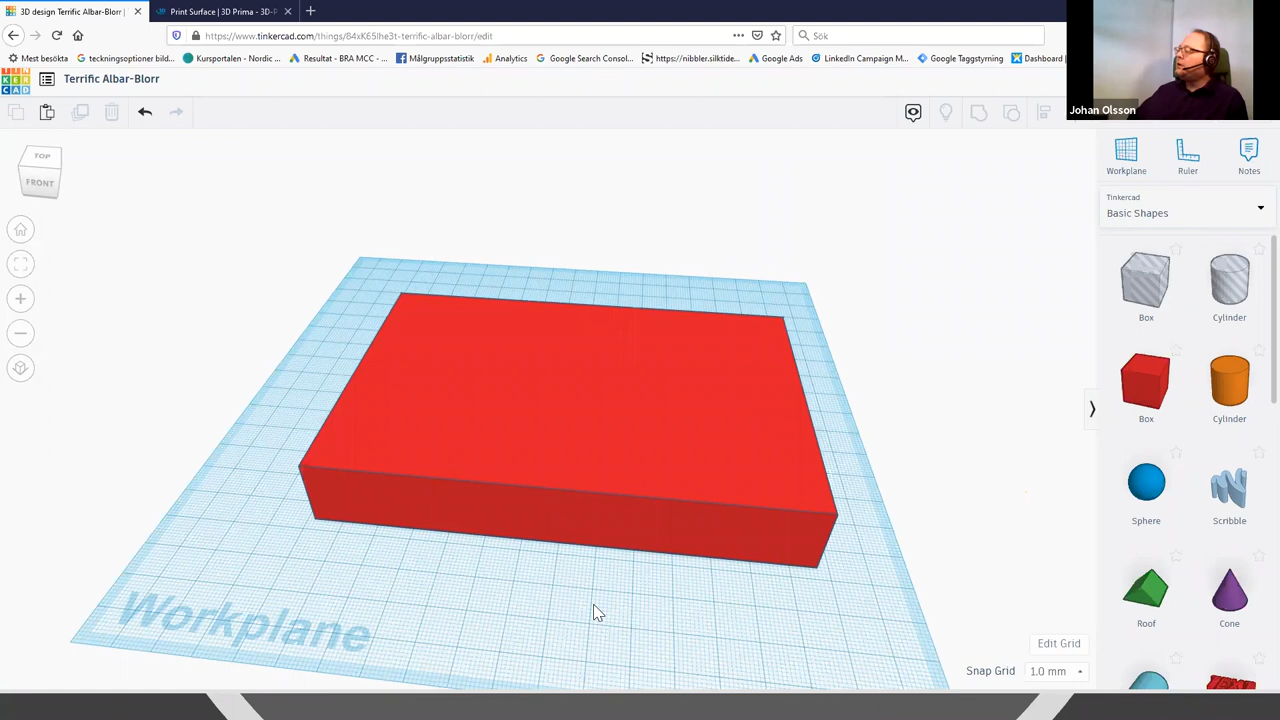 3D design Terrific Albar-Blorr |
Print Surface | 3D Prima - 3D-P
https://www.tinkercad.com/things/84xK65lhe3t-terrific-albar-blorr/edit
Sök
Mest besökta
teckningsoptioner bild...
Kursportalen - Nordic ...
Resultat - BRA MCC - ...
Målgruppsstatistik
Analytics
Google Search Consol...
https://nibbler.silktide...
Google Ads
LinkedIn Campaign M...
Google Taggstyrning
Dashboard |
Johan Olsson
TIN
KER
CAD
Terrific Albar-Blorr
TOP
FRONT
Workplane
Ruler
Notes
Tinkercad
Basic Shapes
Box
Cylinder
Box
Cylinder
Sphere
Scribble
Roof
Cone
Workplane
Edit Grid
Snap Grid 1.0 mm